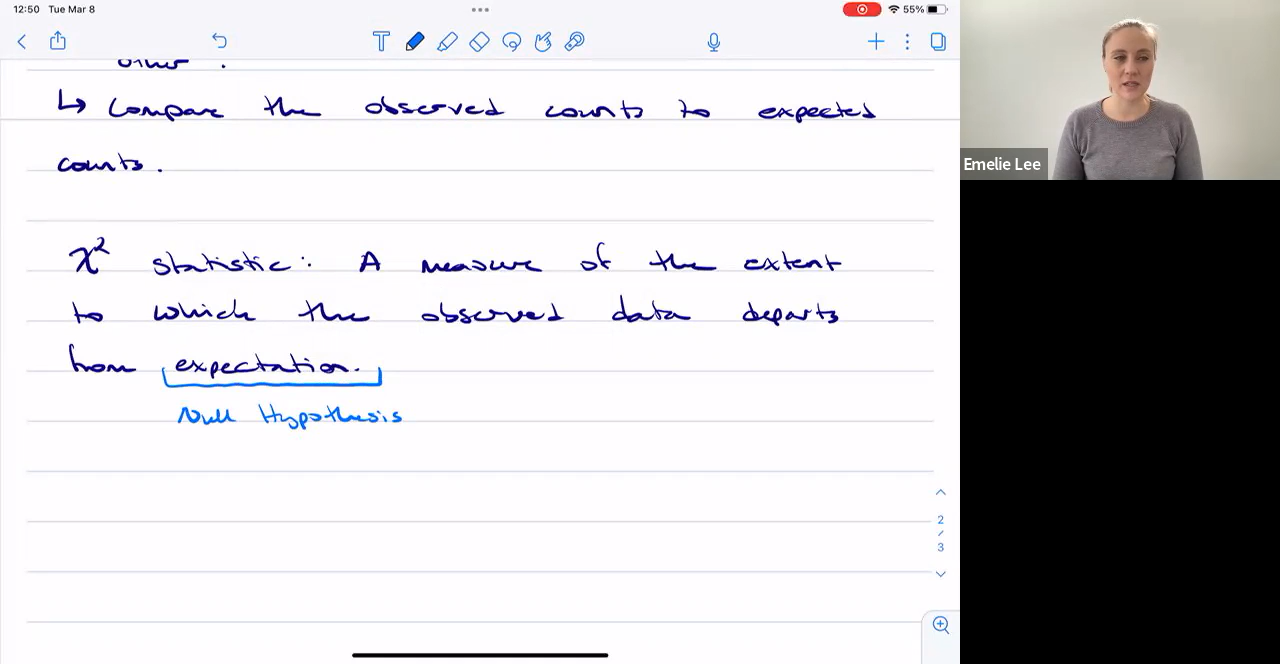 12:50 Tue Mar 8
55%
other .
↳ Compare the observed counts to expected
counts.
χ² statistic: A measure of the extent
to which the observed data departs
from expectation.
Null Hypothesis
Emelie Lee
2
/
3